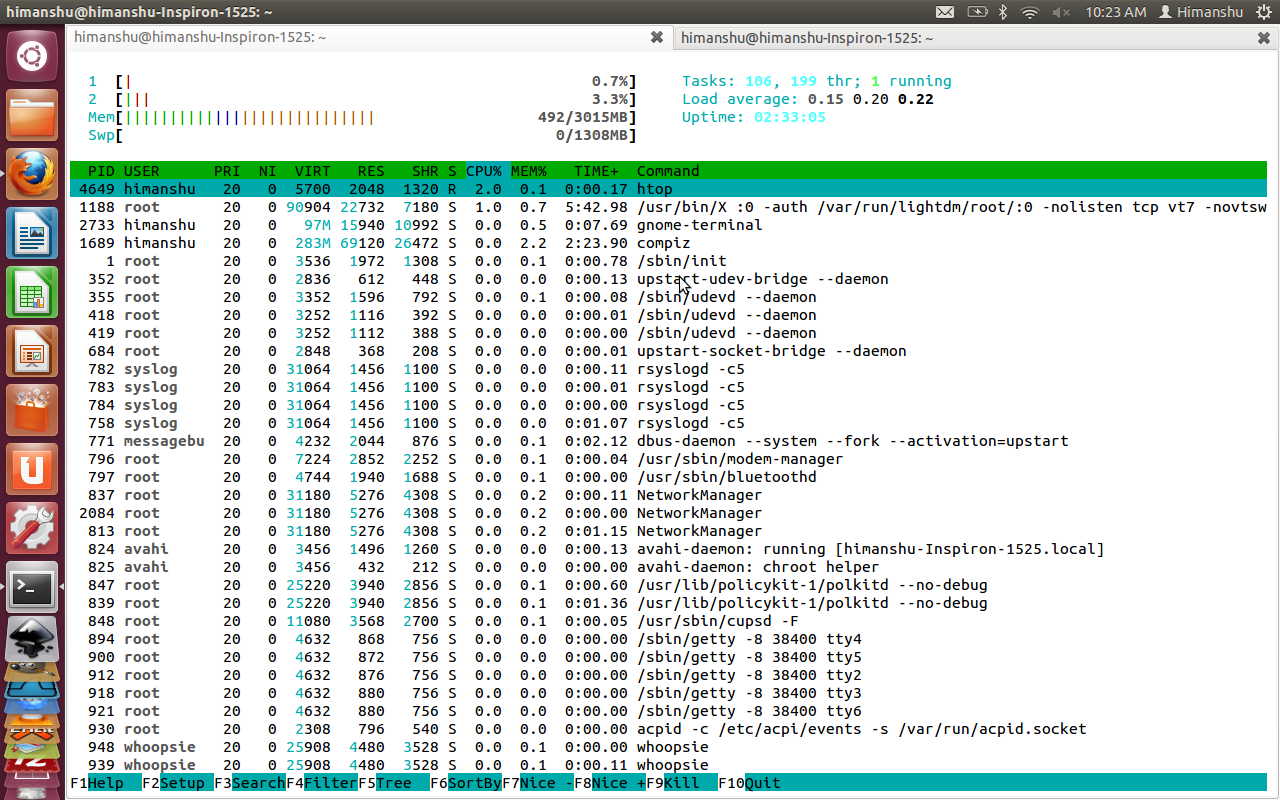 himanshu@himanshu-Inspiron-1525: ~ 10:23 AM Himanshu
himanshu@himanshu-Inspiron-1525: ~ himanshu@himanshu-Inspiron-1525: ~
1 [| 0.7%] Tasks: 106, 199 thr; 1 running
2 [||| 3.3%] Load average: 0.15 0.20 0.22
Mem[|||||||||||||||||||||||||||| 492/3015MB] Uptime: 02:33:05
Swp[ 0/1308MB]
PID USER PRI NI VIRT RES SHR S CPU% MEM% TIME+ Command
4649 himanshu 20 0 5700 2048 1320 R 2.0 0.1 0:00.17 htop
1188 root 20 0 90904 22732 7180 S 1.0 0.7 5:42.98 /usr/bin/X :0 -auth /var/run/lightdm/root/:0 -nolisten tcp vt7 -novtsw
2733 himanshu 20 0 97M 15940 10992 S 0.0 0.5 0:07.69 gnome-terminal
1689 himanshu 20 0 283M 69120 26472 S 0.0 2.2 2:23.90 compiz
1 root 20 0 3536 1972 1308 S 0.0 0.1 0:00.78 /sbin/init
352 root 20 0 2836 612 448 S 0.0 0.0 0:00.13 upstart-udev-bridge --daemon
355 root 20 0 3352 1596 792 S 0.0 0.1 0:00.08 /sbin/udevd --daemon
418 root 20 0 3252 1116 392 S 0.0 0.0 0:00.01 /sbin/udevd --daemon
419 root 20 0 3252 1112 388 S 0.0 0.0 0:00.00 /sbin/udevd --daemon
684 root 20 0 2848 368 208 S 0.0 0.0 0:00.01 upstart-socket-bridge --daemon
782 syslog 20 0 31064 1456 1100 S 0.0 0.0 0:00.11 rsyslogd -c5
783 syslog 20 0 31064 1456 1100 S 0.0 0.0 0:00.01 rsyslogd -c5
784 syslog 20 0 31064 1456 1100 S 0.0 0.0 0:00.00 rsyslogd -c5
758 syslog 20 0 31064 1456 1100 S 0.0 0.0 0:01.07 rsyslogd -c5
771 messagebu 20 0 4232 2044 876 S 0.0 0.1 0:02.12 dbus-daemon --system --fork --activation=upstart
796 root 20 0 7224 2852 2252 S 0.0 0.1 0:00.04 /usr/sbin/modem-manager
797 root 20 0 4744 1940 1688 S 0.0 0.1 0:00.00 /usr/sbin/bluetoothd
837 root 20 0 31180 5276 4308 S 0.0 0.2 0:00.11 NetworkManager
2084 root 20 0 31180 5276 4308 S 0.0 0.2 0:00.00 NetworkManager
813 root 20 0 31180 5276 4308 S 0.0 0.2 0:01.15 NetworkManager
824 avahi 20 0 3456 1496 1260 S 0.0 0.0 0:00.13 avahi-daemon: running [himanshu-Inspiron-1525.local]
825 avahi 20 0 3456 432 212 S 0.0 0.0 0:00.00 avahi-daemon: chroot helper
847 root 20 0 25220 3940 2856 S 0.0 0.1 0:00.60 /usr/lib/policykit-1/polkitd --no-debug
839 root 20 0 25220 3940 2856 S 0.0 0.1 0:01.36 /usr/lib/policykit-1/polkitd --no-debug
848 root 20 0 11080 3568 2700 S 0.0 0.1 0:00.05 /usr/sbin/cupsd -F
894 root 20 0 4632 868 756 S 0.0 0.0 0:00.00 /sbin/getty -8 38400 tty4
900 root 20 0 4632 872 756 S 0.0 0.0 0:00.00 /sbin/getty -8 38400 tty5
912 root 20 0 4632 876 756 S 0.0 0.0 0:00.00 /sbin/getty -8 38400 tty2
918 root 20 0 4632 880 756 S 0.0 0.0 0:00.00 /sbin/getty -8 38400 tty3
921 root 20 0 4632 880 756 S 0.0 0.0 0:00.00 /sbin/getty -8 38400 tty6
930 root 20 0 2308 796 540 S 0.0 0.0 0:00.00 acpid -c /etc/acpi/events -s /var/run/acpid.socket
948 whoopsie 20 0 25908 4480 3528 S 0.0 0.1 0:00.00 whoopsie
939 whoopsie 20 0 25908 4480 3528 S 0.0 0.1 0:00.11 whoopsie
F1Help F2Setup F3SearchF4FilterF5Tree F6SortByF7Nice -F8Nice +F9Kill F10Quit